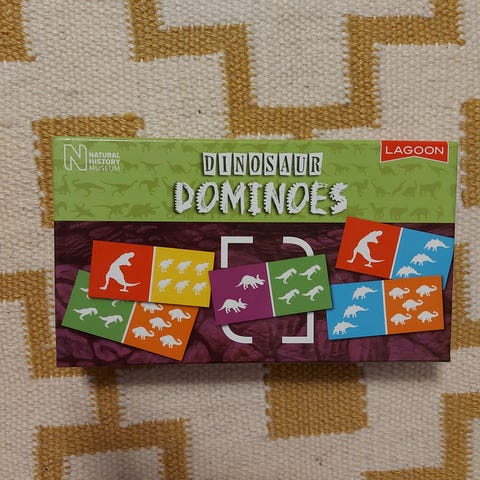 N
NATURAL
HISTORY
MUSEUM
DINOSAUR
DOMINOES
LAGOON